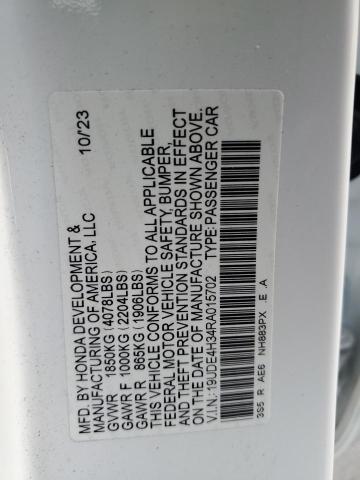 MFD. BY HONDA DEVELOPMENT & 10/23
MANUFACTURING OF AMERICA, LLC
GVWR 1850KG(4078LBS)
GAWR F 1000KG(2204LBS)
GAWR R 865KG(1906LBS)
THIS VEHICLE CONFORMS TO ALL APPLICABLE
FEDERAL MOTOR VEHICLE SAFETY, BUMPER,
AND THEFT PREVENTION STANDARDS IN EFFECT
ON THE DATE OF MANUFACTURE SHOWN ABOVE.
V.I.N.:19UDE4H34RA015702 TYPE:PASSENGER CAR
3S5 R AE6 NH883PX E .A